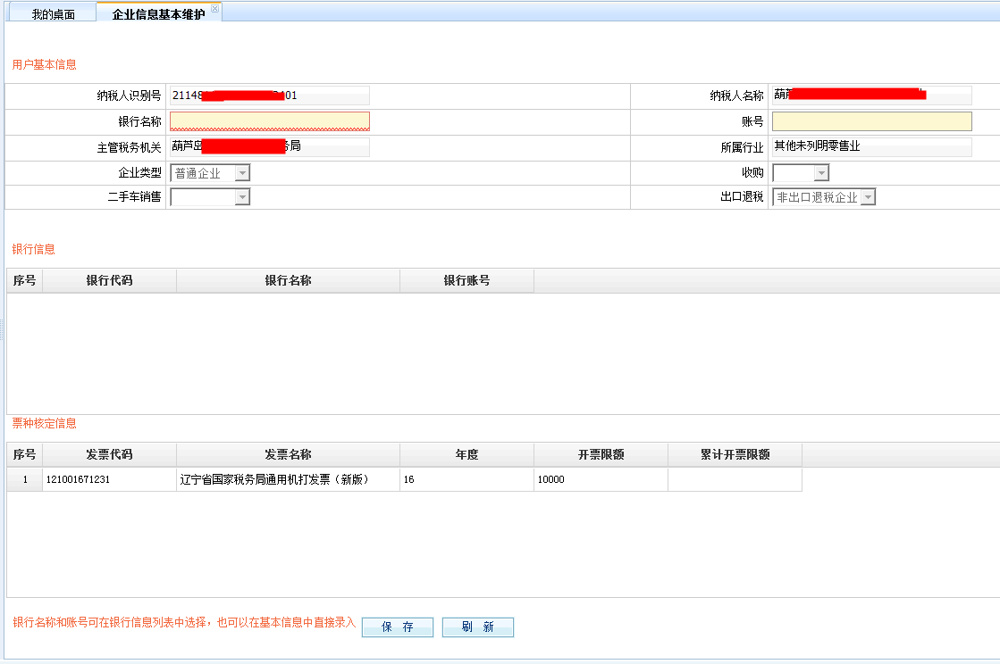 我的桌面 企业信息基本维护
用户基本信息
纳税人识别号 21148 401 纳税人名称 葫
银行名称 账号
主管税务机关 葫芦岛 务局 所属行业 其他未列明零售业
企业类型 普通企业 收购
二手车销售 出口退税 非出口退税企业
银行信息
序号 银行代码 银行名称 银行账号
票种核定信息
序号 发票代码 发票名称 年度 开票限额 累计开票限额
1 121001671231 辽宁省国家税务局通用机打发票（新版） 16 10000
银行名称和账号可在银行信息列表中选择，也可以在基本信息中直接录入 保 存 刷 新